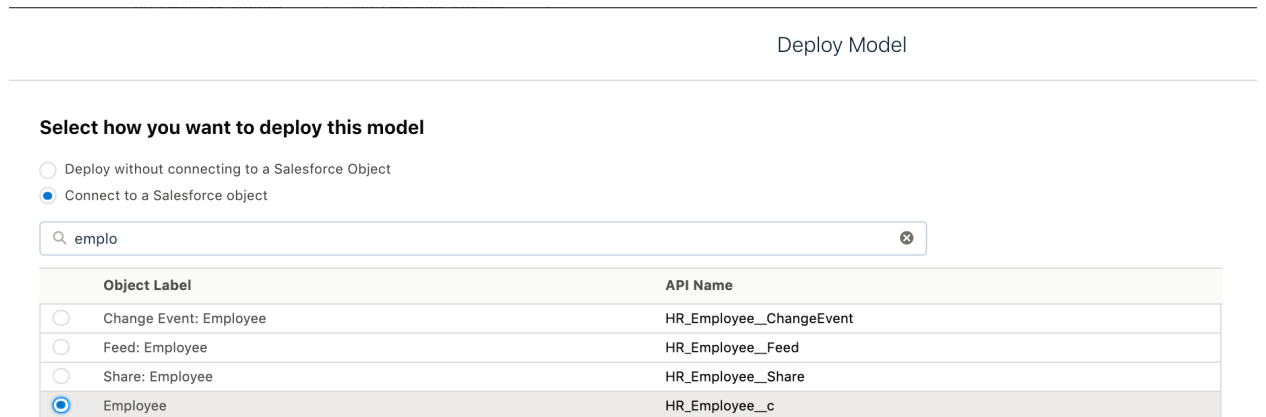 Deploy Model
Select how you want to deploy this model
Deploy without connecting to a Salesforce Object
Connect to a Salesforce object
emplo
Object Label API Name
Change Event: Employee HR_Employee__ChangeEvent
Feed: Employee HR_Employee__Feed
Share: Employee HR_Employee__Share
Employee HR_Employee__c